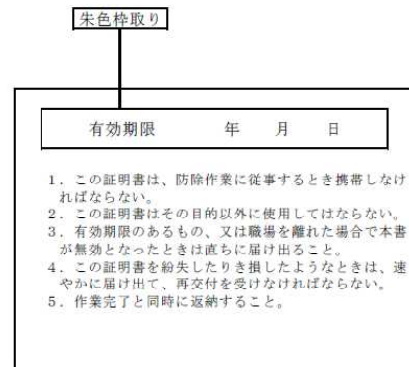 朱色枠取り
有効期限　　　年　　月　　日
１．この証明書は、防除作業に従事するとき携帯しなけ
ればならない。
２．この証明書はその目的以外に使用してはならない。
３．有効期限のあるもの、又は職場を離れた場合で本書
が無効となったときは直ちに届け出ること。
４．この証明書を紛失したりき損したようなときは、速
やかに届け出て、再交付を受けなければならない。
５．作業完了と同時に返納すること。